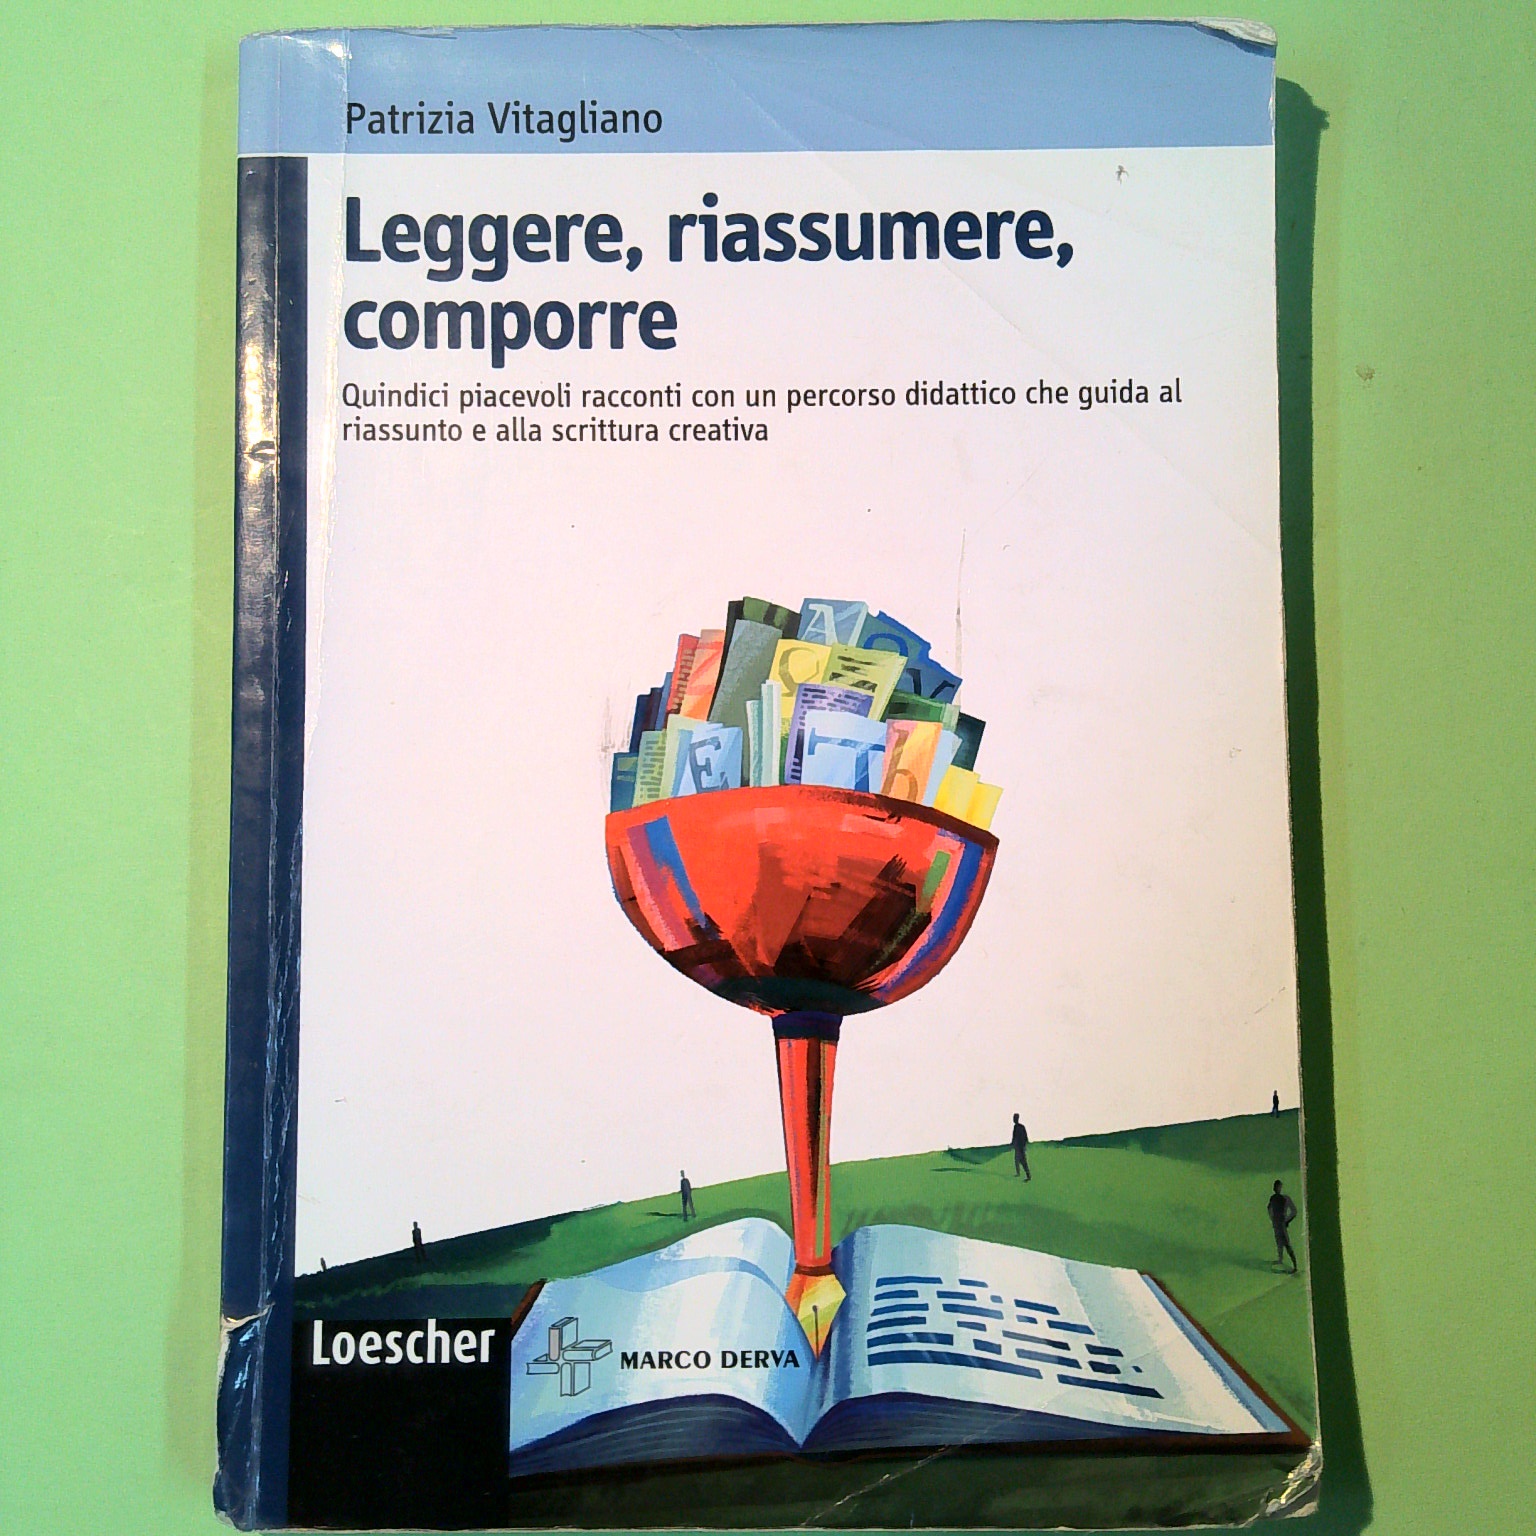 Patrizia Vitagliano
Leggere, riassumere,
comporre
Quindici piacevoli racconti con un percorso didattico che guida al
riassunto e alla scrittura creativa
A
Q
Ç
V
E
T
b
Loescher
MARCO DERVA